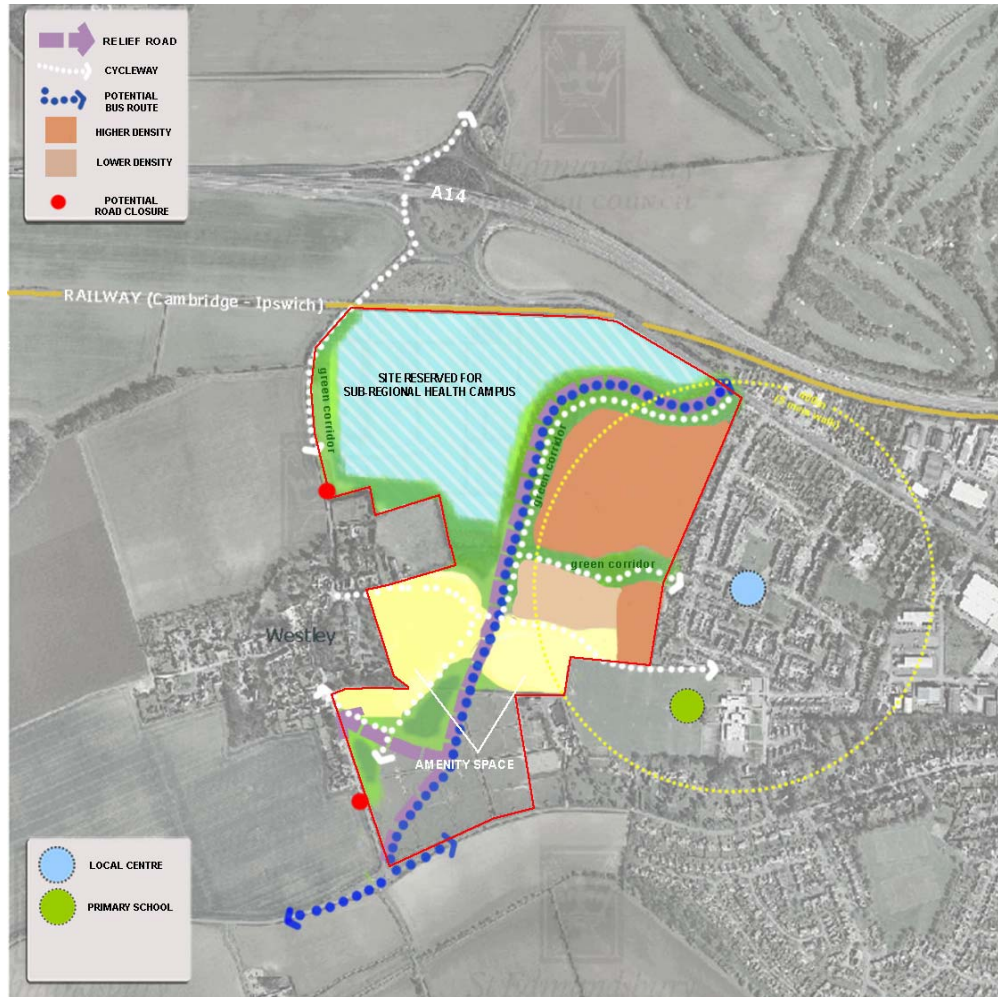 RELIEF ROAD
CYCLEWAY
POTENTIAL
BUS ROUTE
HIGHER DENSITY
LOWER DENSITY
POTENTIAL
ROAD CLOSURE
A14
RAILWAY (Cambridge - Ipswich)
SITE RESERVED FOR
SUB-REGIONAL HEALTH CAMPUS
green corridor
green corridor
green corridor
Westley
AMENITY SPACE
LOCAL CENTRE
PRIMARY SCHOOL